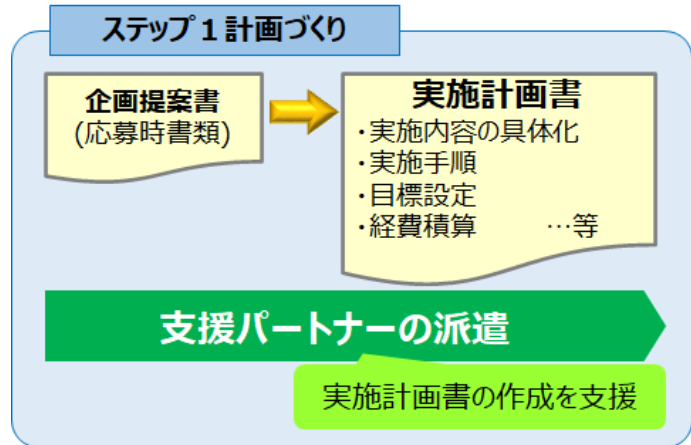 ステップ１計画づくり
企画提案書
(応募時書類)
実施計画書
・実施内容の具体化
・実施手順
・目標設定
・経費積算　　…等
支援パートナーの派遣
実施計画書の作成を支援